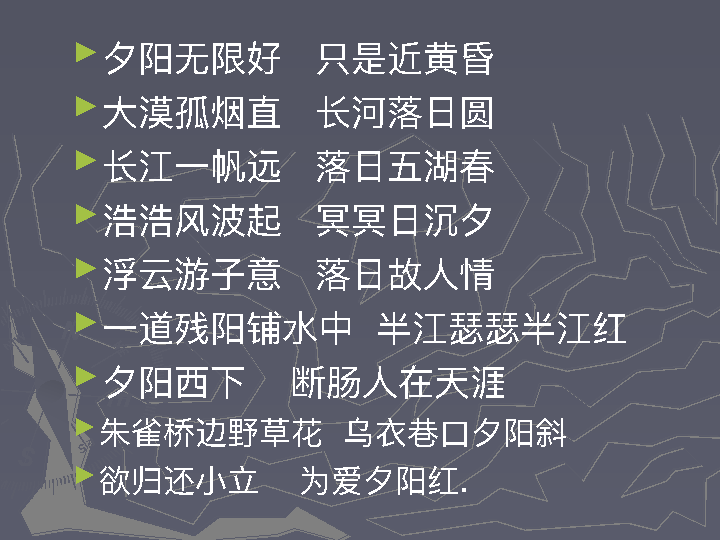 夕阳无限好 只是近黄昏
大漠孤烟直 长河落日圆
长江一帆远 落日五湖春
浩浩风波起 冥冥日沉夕
浮云游子意 落日故人情
一道残阳铺水中 半江瑟瑟半江红
夕阳西下 断肠人在天涯
朱雀桥边野草花 乌衣巷口夕阳斜
欲归还小立 为爱夕阳红.